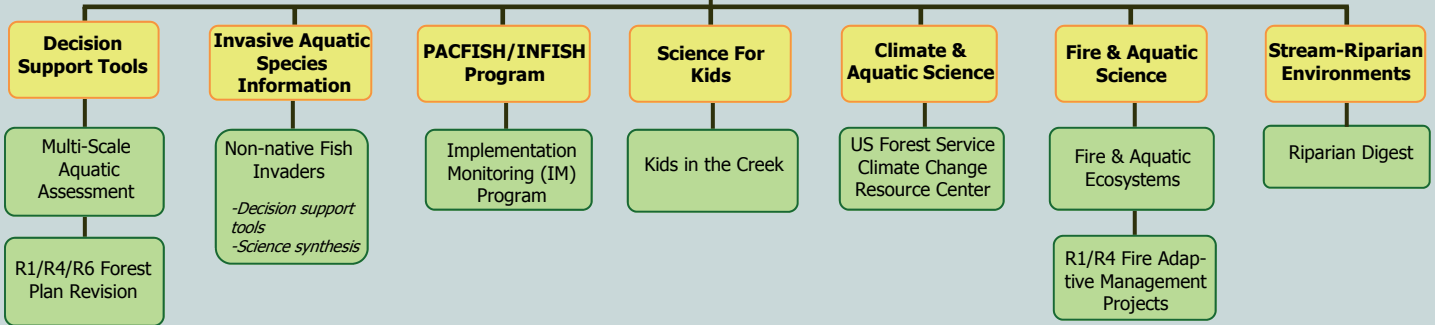 Decision
Support Tools
Multi-Scale
Aquatic
Assessment
R1/R4/R6 Forest
Plan Revision
Invasive Aquatic
Species
Information
Non-native Fish
Invaders
-Decision support
tools
-Science synthesis
PACFISH/INFISH
Program
Implementation
Monitoring (IM)
Program
Science For
Kids
Kids in the Creek
Climate &
Aquatic Science
US Forest Service
Climate Change
Resource Center
Fire & Aquatic
Science
Fire & Aquatic
Ecosystems
R1/R4 Fire Adap-
tive Management
Projects
Stream-Riparian
Environments
Riparian Digest